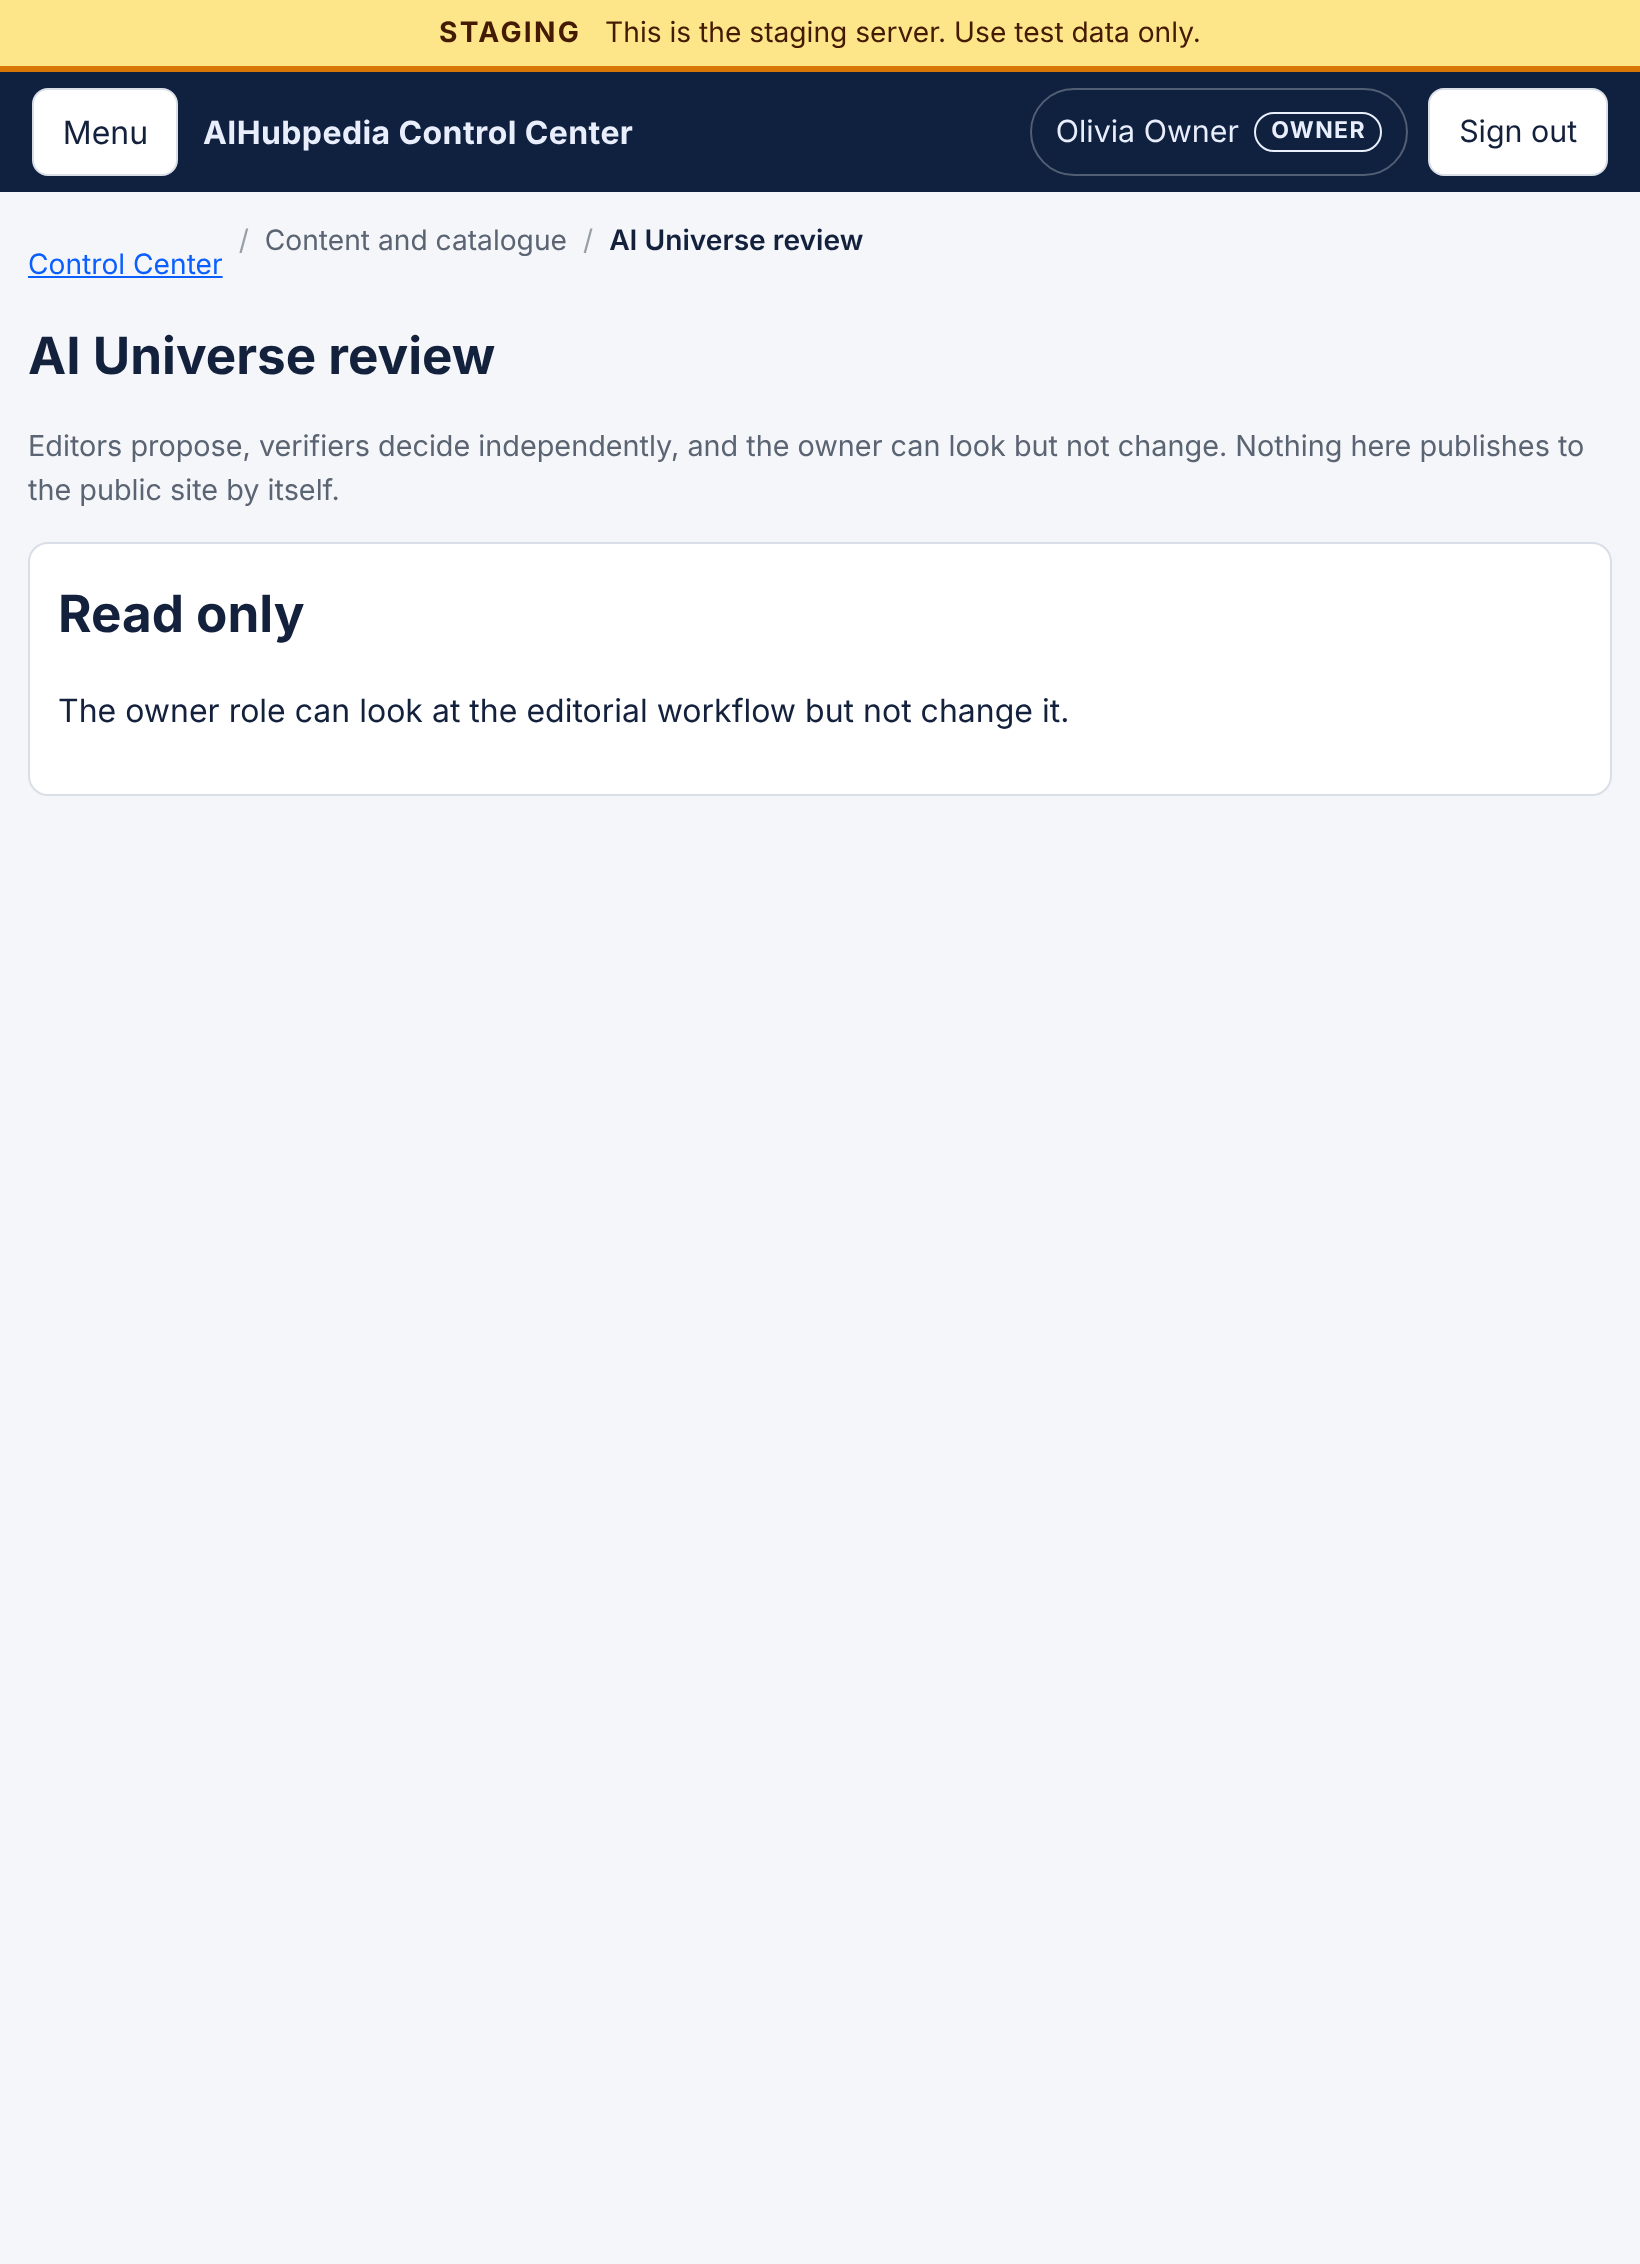 STAGING This is the staging server. Use test data only.
Menu AIHubpedia Control Center Olivia Owner OWNER Sign out
Control Center / Content and catalogue / AI Universe review
AI Universe review
Editors propose, verifiers decide independently, and the owner can look but not change. Nothing here publishes to
the public site by itself.
Read only
The owner role can look at the editorial workflow but not change it.